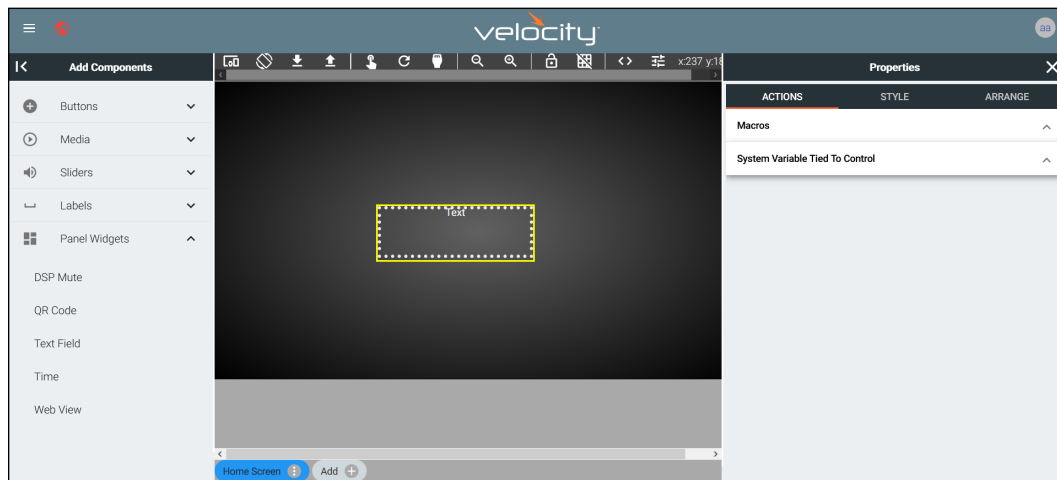 velocity
aa
Add Components
x:237 y:18
Properties
ACTIONS STYLE ARRANGE
Buttons
Macros
Media
System Variable Tied To Control
Sliders
Labels
Text
Panel Widgets
DSP Mute
QR Code
Text Field
Time
Web View
Home Screen Add